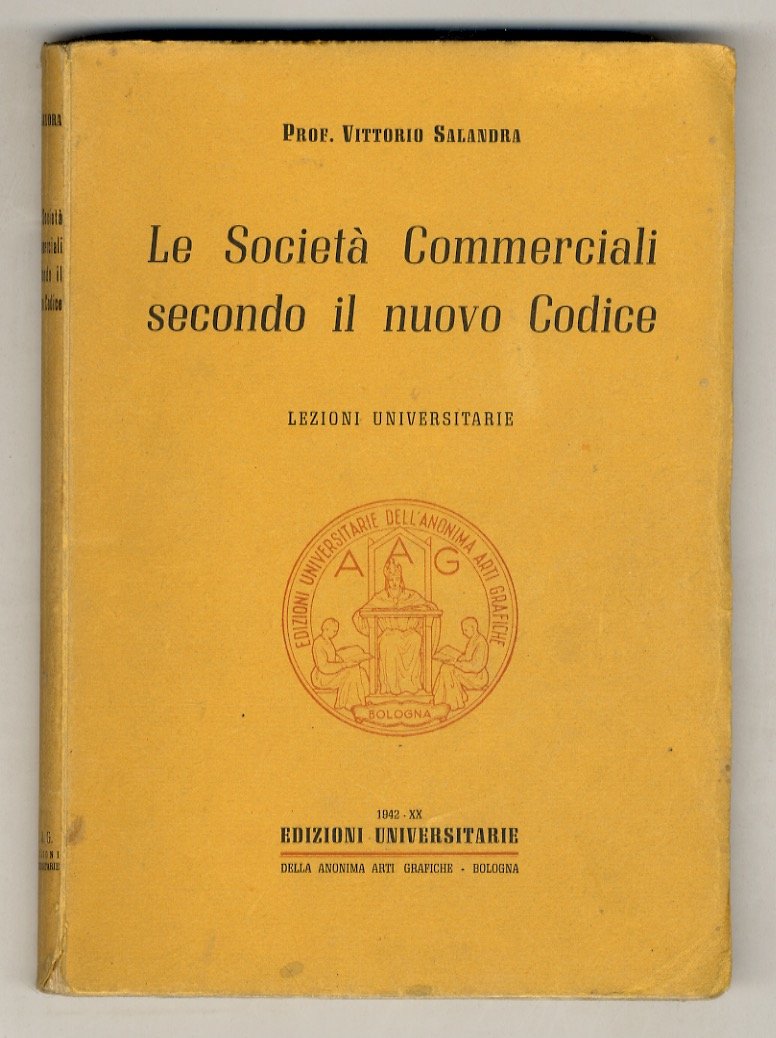 PROF. VITTORIO SALANDRA
Le Società Commerciali
secondo il nuovo Codice
LEZIONI UNIVERSITARIE
EDIZIONI UNIVERSITARIE DELL'ANONIMA ARTI GRAFICHE
A A G
BOLOGNA
1942 - XX
EDIZIONI UNIVERSITARIE
DELLA ANONIMA ARTI GRAFICHE - BOLOGNA